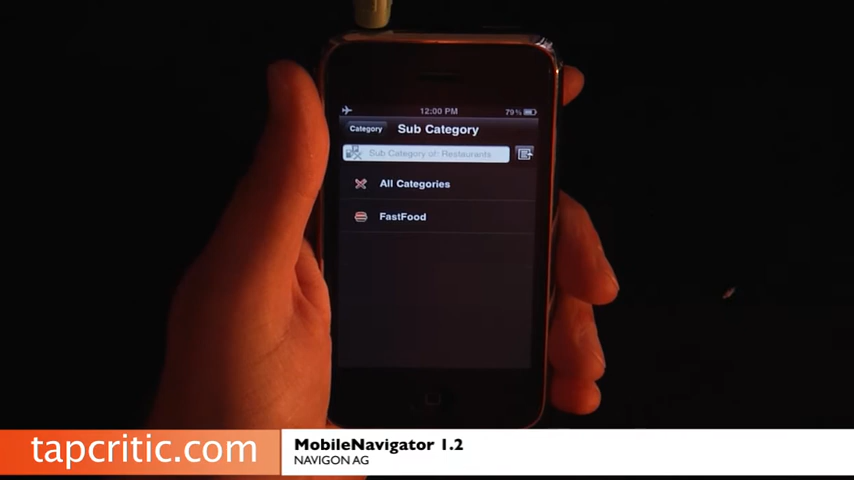 12:00 PM
79%
Category
Sub Category
Sub Category of: Restaurants
All Categories
FastFood
tapcritic.com
MobileNavigator 1.2
NAVIGON AG